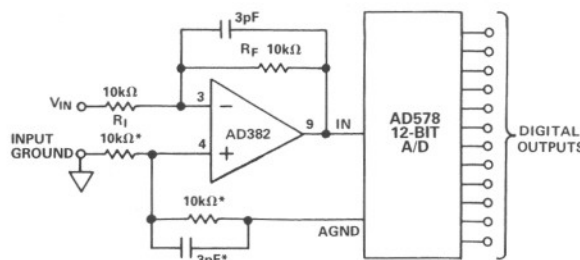 3pF
RF 10kΩ
10kΩ
VIN
RI
3
−
AD382
9
IN
INPUT
GROUND
10kΩ*
4
+
10kΩ*
3pF*
AGND
AD578
12-BIT
A/D
DIGITAL
OUTPUTS